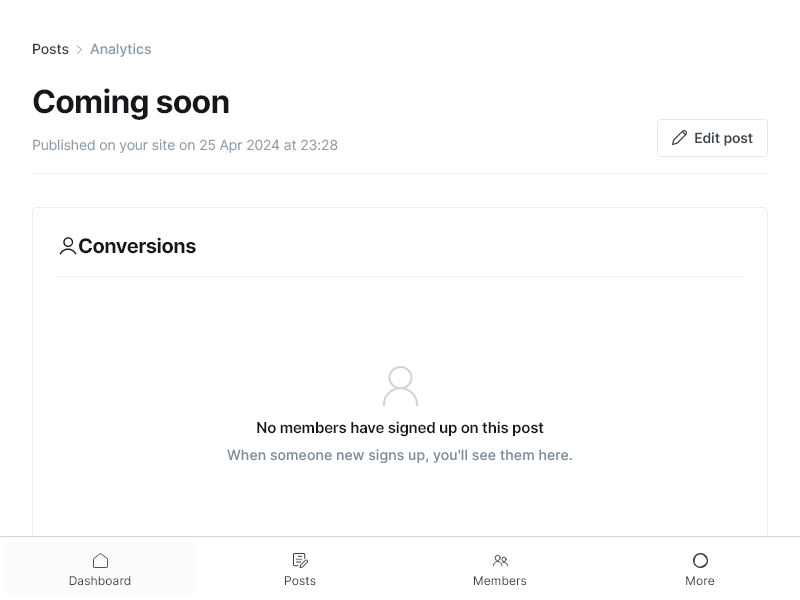 Posts > Analytics
Coming soon
Published on your site on 25 Apr 2024 at 23:28
Edit post
Conversions
No members have signed up on this post
When someone new signs up, you'll see them here.
Dashboard
Posts
Members
More